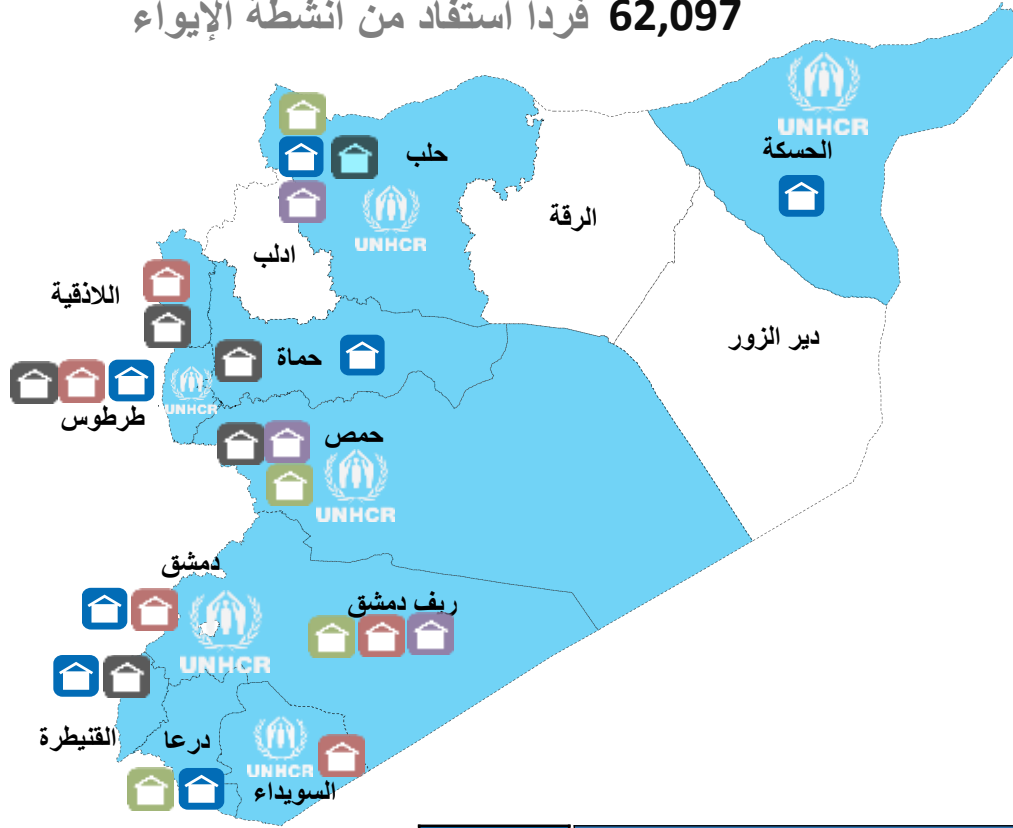 62,097 فردا استفاد من انشطة الإيواء
UNHCR
الحسكة
حلب
UNHCR
الرقة
ادلب
اللاذقية
دير الزور
حماة
UNHCR
طرطوس
حمص
UNHCR
دمشق
ريف دمشق
UNHCR
القنيطرة
درعا
UNHCR
السويداء